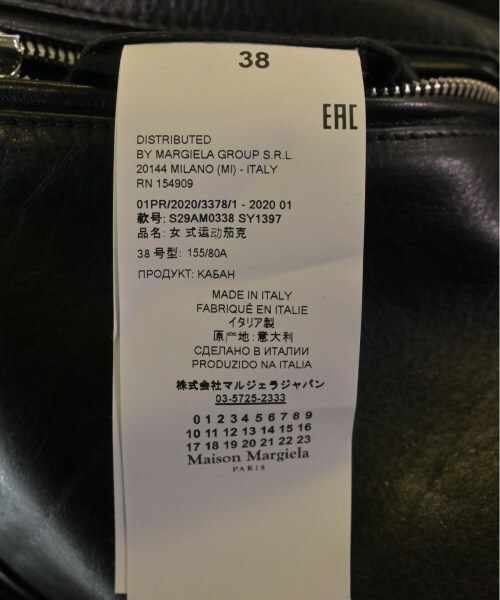 38
EAC
DISTRIBUTED
BY MARGIELA GROUP S.R.L.
20144 MILANO (MI) - ITALY
RN 154909
01PR/2020/3378/1 - 2020 01
款号: S29AM0338 SY1397
品名: 女 式 运动茄克
38 号型: 155/80A
ПРОДУКТ: КАБАН
MADE IN ITALY
FABRIQUÉ EN ITALIE
イタリア製
原产地: 意大利
СДЕЛАНО В ИТАЛИИ
PRODUZIDO NA ITALIA
株式会社マルジェラジャパン
03-5725-2333
0 1 2 3 4 5 6 7 8 9
10 11 12 13 14 15 16
17 18 19 20 21 22 23
Maison Margiela
PARIS